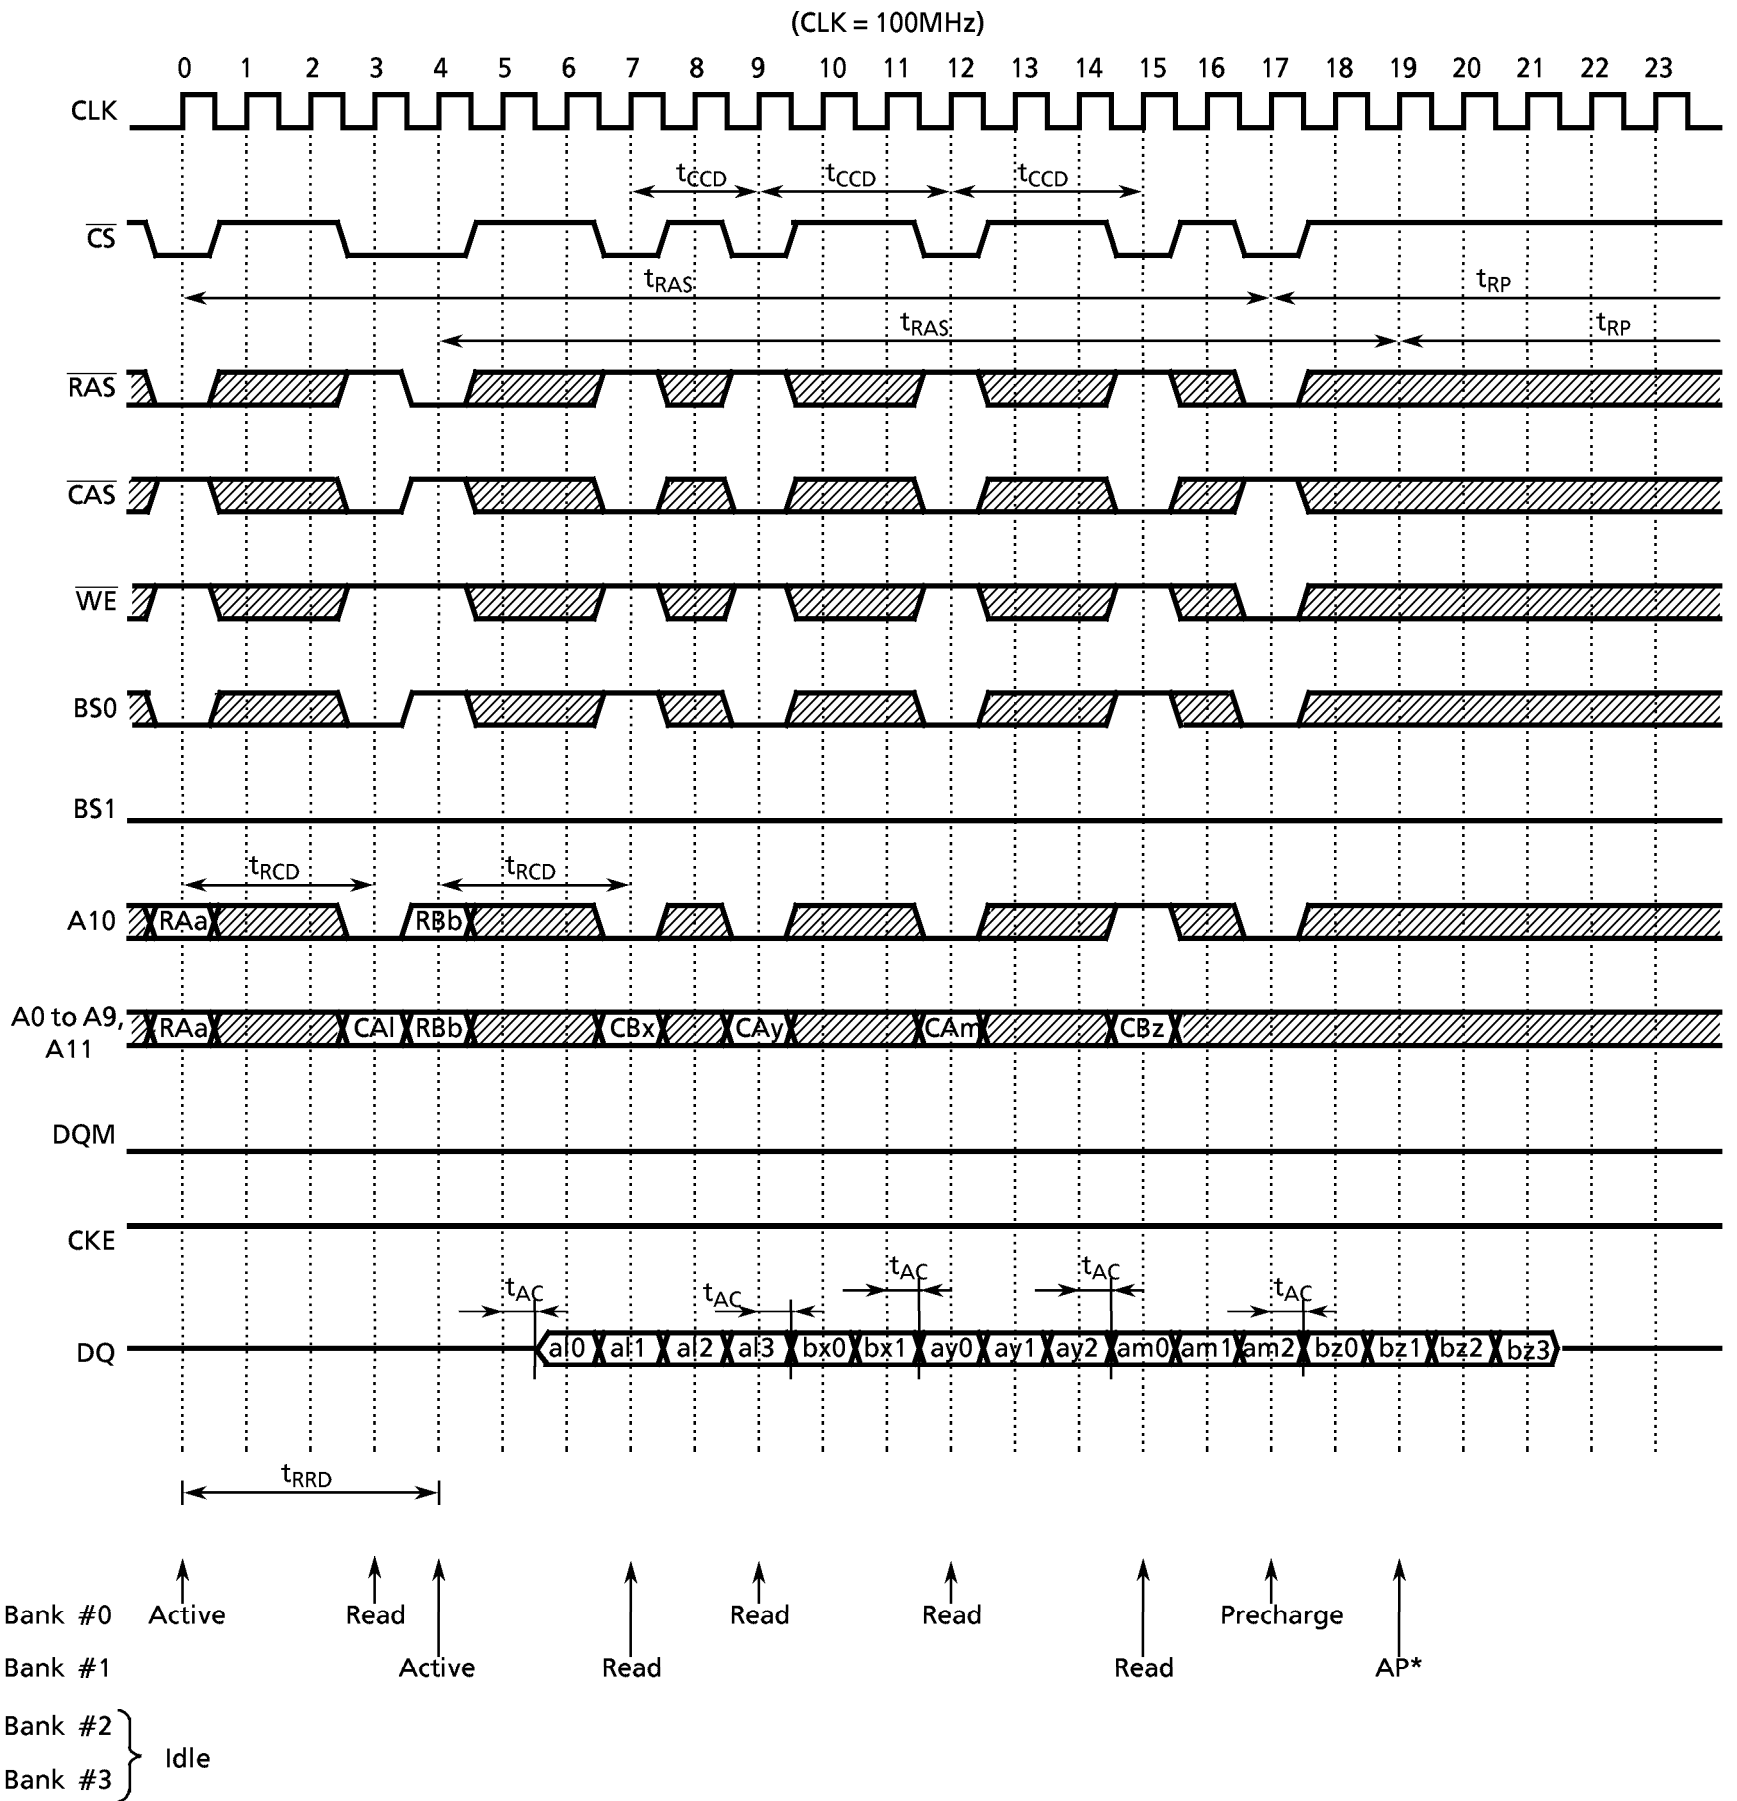 (CLK = 100MHz)
0 1 2 3 4 5 6 7 8 9 10 11 12 13 14 15 16 17 18 19 20 21 22 23
CLK
tCCD tCCD tCCD
CS
tRAS tRP
tRAS tRP
RAS
CAS
WE
BS0
BS1
tRCD tRCD
A10 RAa RBb
A0 to A9, RAa CAl RBb CBx CAy CAm CBz
A11
DQM
CKE
tAC tAC tAC tAC tAC
DQ al0 al1 al2 al3 bx0 bx1 ay0 ay1 ay2 am0 am1 am2 bz0 bz1 bz2 bz3
tRRD
Bank #0 Active Read Read Read Precharge
Bank #1 Active Read Read AP*
Bank #2
Idle
Bank #3